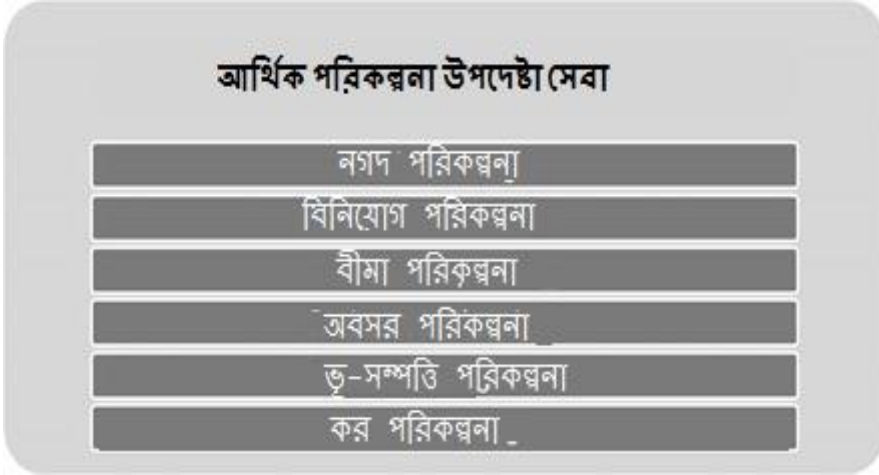 আর্থিক পরিকল্পনা উপদেষ্টা সেবা
নগদ পরিকল্পনা
বিনিয়োগ পরিকল্পনা
বীমা পরিকল্পনা
অবসর পরিকল্পনা
ভূ-সম্পত্তি পরিকল্পনা
কর পরিকল্পনা